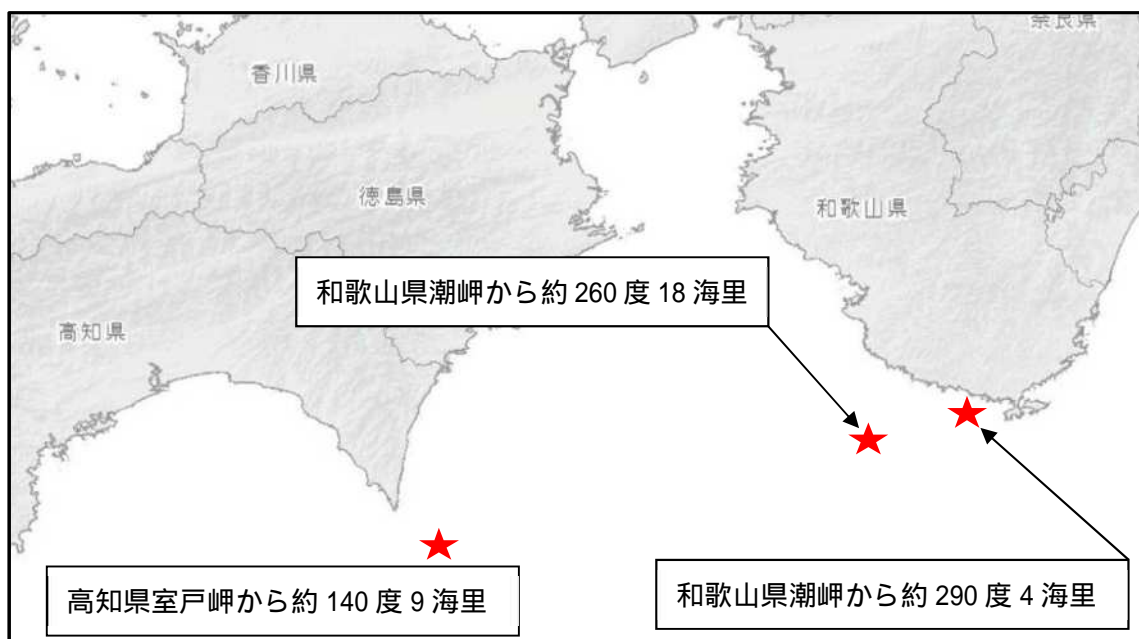 奈良県
香川県
徳島県
和歌山県
和歌山県潮岬から約 260 度 18 海里
高知県
高知県室戸岬から約 140 度 9 海里
和歌山県潮岬から約 290 度 4 海里